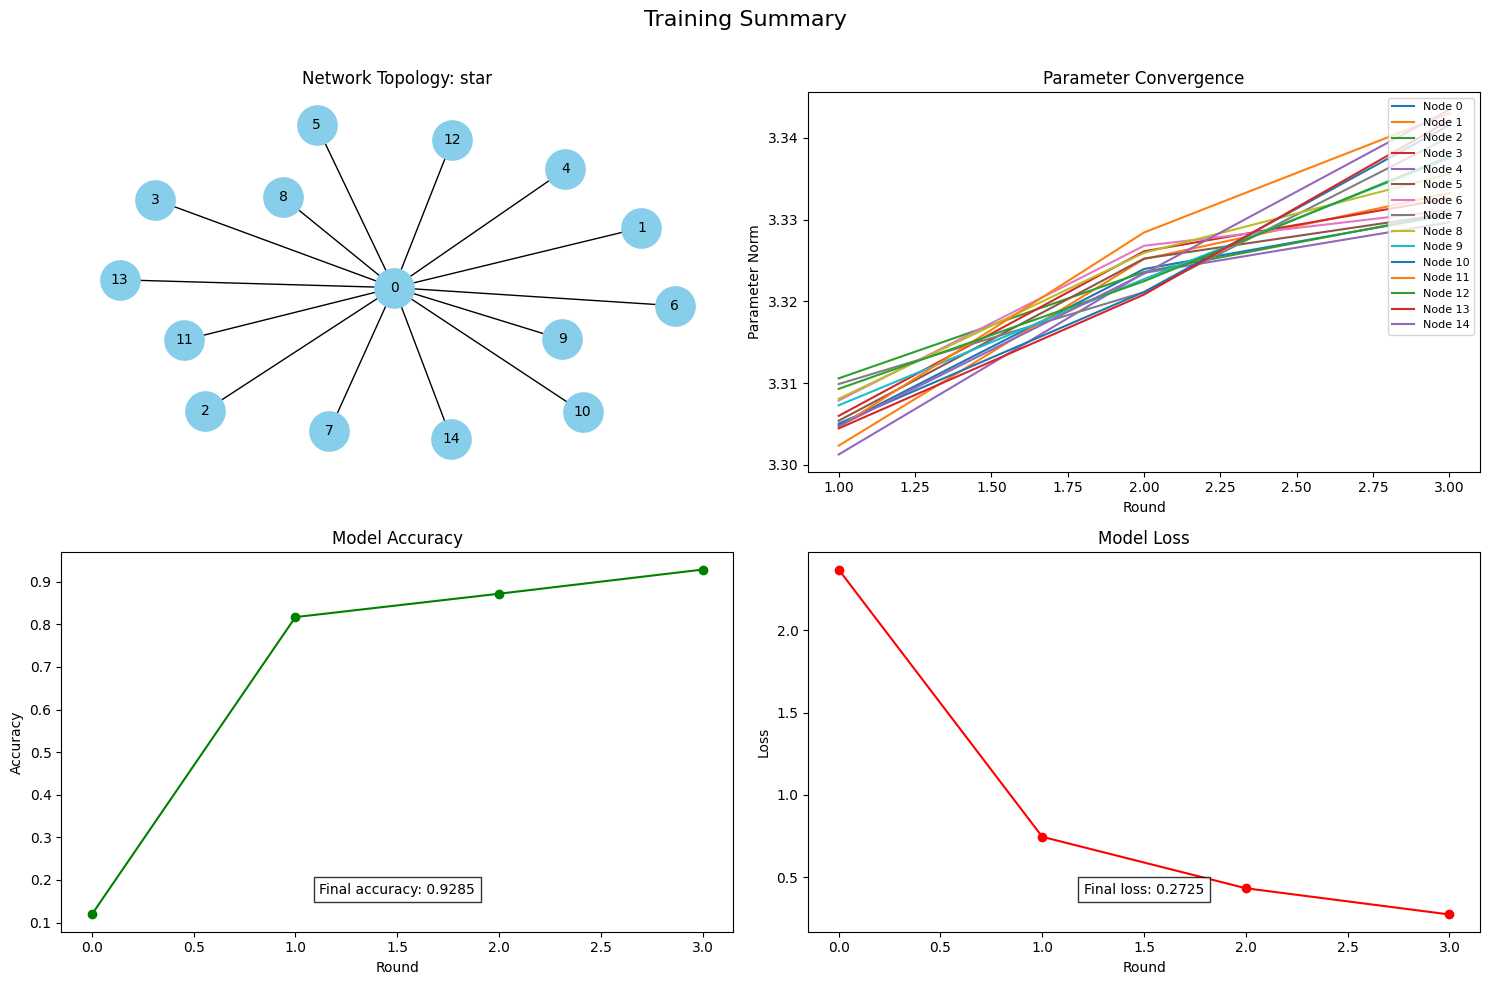 Training Summary
Network Topology: star
5
12
4
3
8
1
13
0
6
11
9
2
10
7
14
Parameter Convergence
Parameter Norm
3.34
3.33
3.32
3.31
3.30
1.00 1.25 1.50 1.75 2.00 2.25 2.50 2.75 3.00
Round
Node 0
Node 1
Node 2
Node 3
Node 4
Node 5
Node 6
Node 7
Node 8
Node 9
Node 10
Node 11
Node 12
Node 13
Node 14
Model Accuracy
Accuracy
0.9
0.8
0.7
0.6
0.5
0.4
0.3
0.2
0.1
Final accuracy: 0.9285
0.0 0.5 1.0 1.5 2.0 2.5 3.0
Round
Model Loss
Loss
2.0
1.5
1.0
0.5
Final loss: 0.2725
0.0 0.5 1.0 1.5 2.0 2.5 3.0
Round